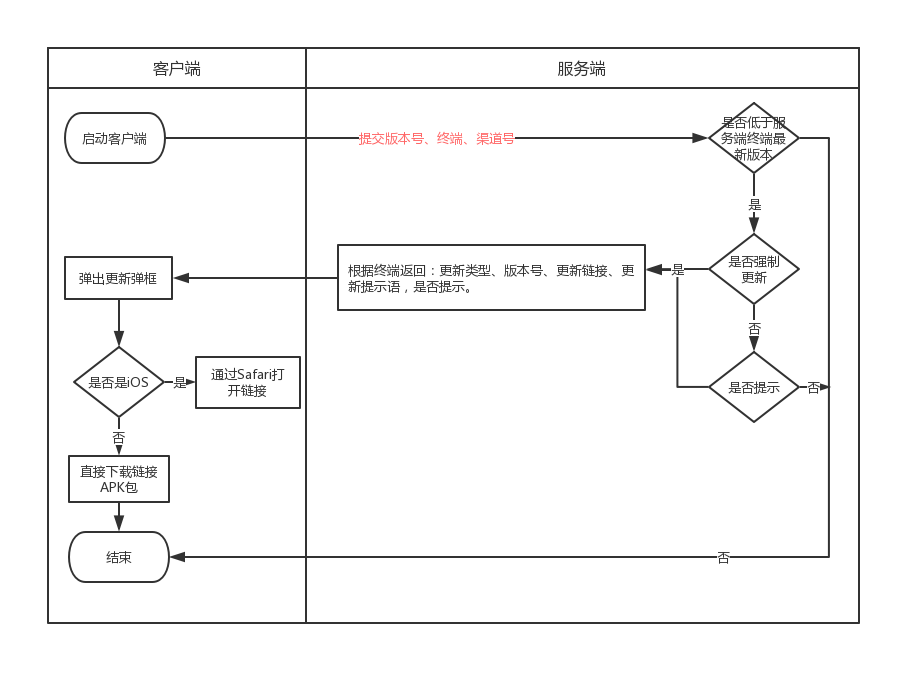 客户端
服务端
启动客户端
提交版本号、终端、渠道号
是否低于服
务端终端最
新版本
是
弹出更新弹框
根据终端返回：更新类型、版本号、更新链接、更
新提示语，是否提示。
是
是否强制
更新
否
是否是iOS
是
通过Safari打
开链接
是否提示
否
否
直接下载链接
APK包
结束
否